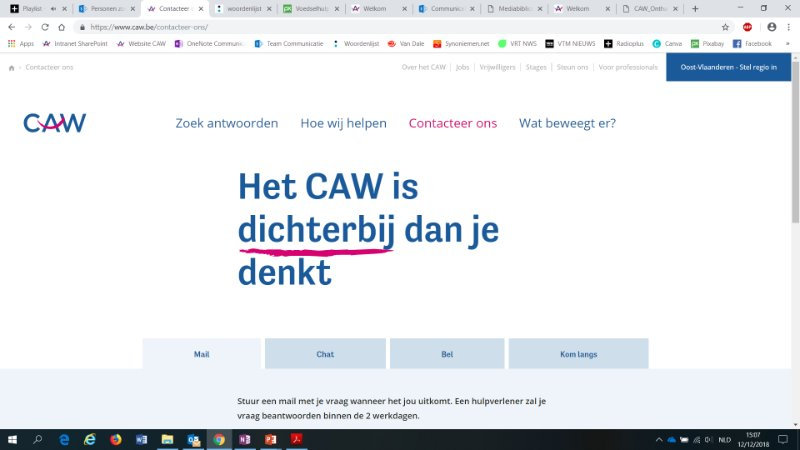 Playlist
Personen zo
Contacteer o
woordenlijst
Voedselhuis
Welkom
Communica
Mediabiblio
Welkom
CAW_Ontha
https://www.caw.be/contacteer-ons/
Apps Intranet SharePoint Website CAW OneNote Communic Team Communicatie Woordenlijst Van Dale Synoniemen.net VRT NWS VTM NIEUWS Radioplus Canva Pixabay Facebook »
› Contacteer ons
Over het CAW | Jobs | Vrijwilligers | Stages | Steun ons | Voor professionals
Oost-Vlaanderen - Stel regio in
CAW
Zoek antwoorden Hoe wij helpen Contacteer ons Wat beweegt er?
Het CAW is
dichterbij dan je
denkt
Mail Chat Bel Kom langs
Stuur een mail met je vraag wanneer het jou uitkomt. Een hulpverlener zal je
vraag beantwoorden binnen de 2 werkdagen.
NLD
15:07
12/12/2018